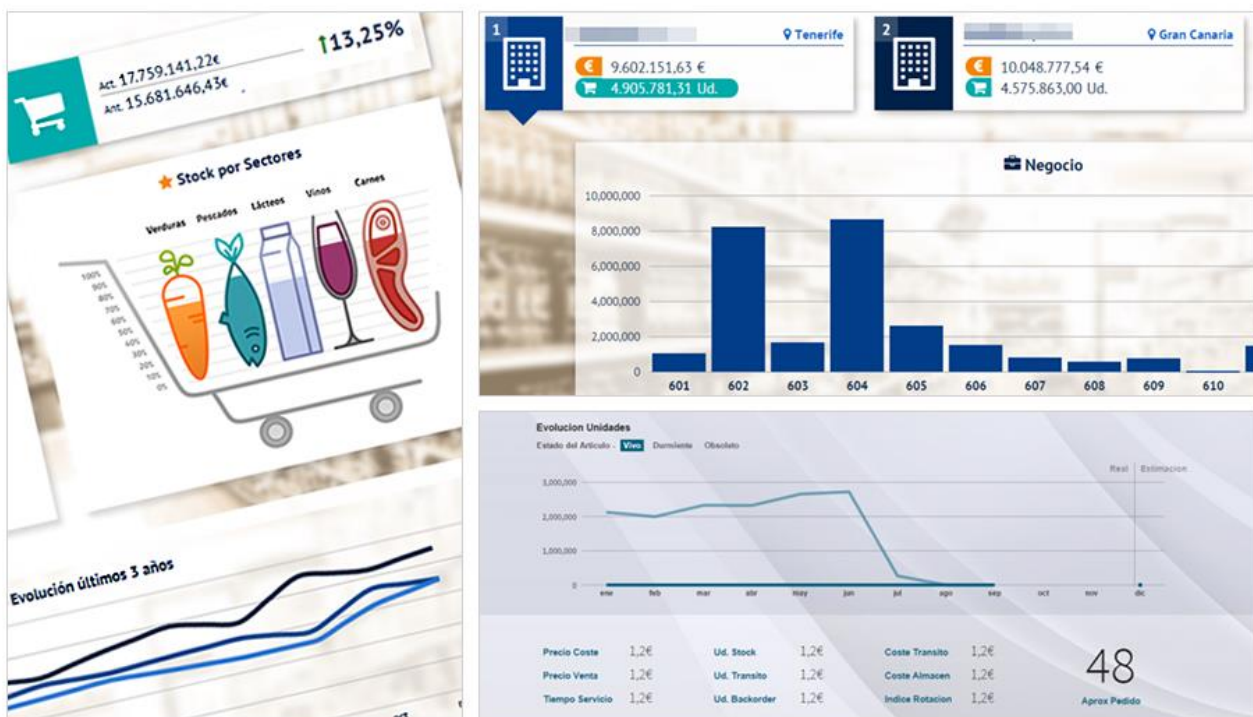 Act. 17.759.141,22€
Ant. 15.681.646,43€
13,25%
Stock por Sectores
Verduras Pescados Lácteos Vinos Carnes
100%
90%
80%
70%
60%
50%
40%
30%
20%
10%
0%
Evolución últimos 3 años
1
Tenerife
€ 9.602.151,63 €
4.905.781,31 Ud.
2
Gran Canaria
€ 10.048.777,54 €
4.575.863,00 Ud.
Negocio
10,000,000
8,000,000
6,000,000
4,000,000
2,000,000
0
601 602 603 604 605 606 607 608 609 610
Evolucion Unidades
Estado del Articulo - Vivo Durmiente Obsoleto
Real Estimacion
3,000,000
2,000,000
1,000,000
0
ene feb mar abr may jun jul ago sep oct nov dic
Precio Coste 1,2€ Ud. Stock 1,2€ Coste Transito 1,2€
Precio Venta 1,2€ Ud. Transito 1,2€ Coste Almacen 1,2€
Tiempo Servicio 1,2€ Ud. Backorder 1,2€ Indice Rotacion 1,2€
48
Aprox Pedido